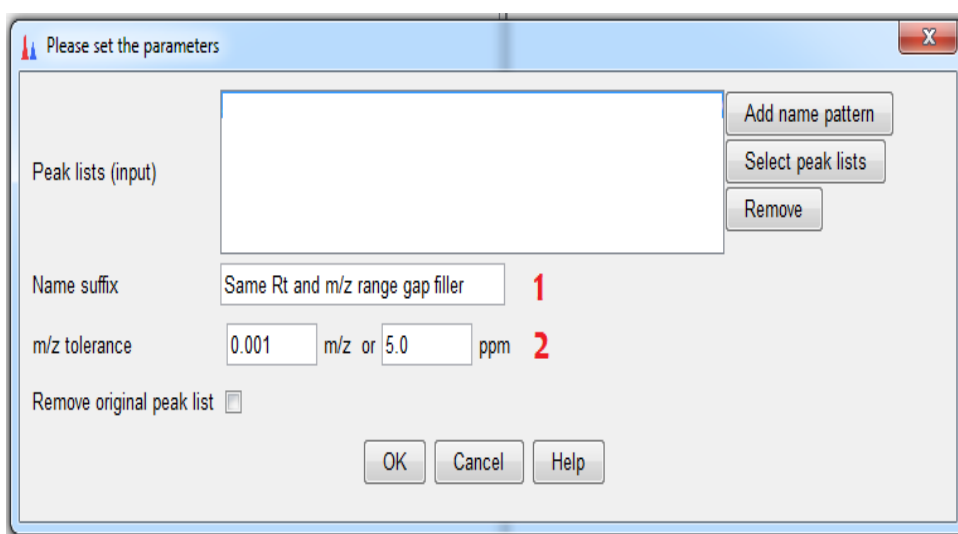 Please set the parameters
X
Peak lists (input)
Add name pattern
Select peak lists
Remove
Name suffix Same Rt and m/z range gap filler 1
m/z tolerance 0.001 m/z or 5.0 ppm 2
Remove original peak list
OK Cancel Help